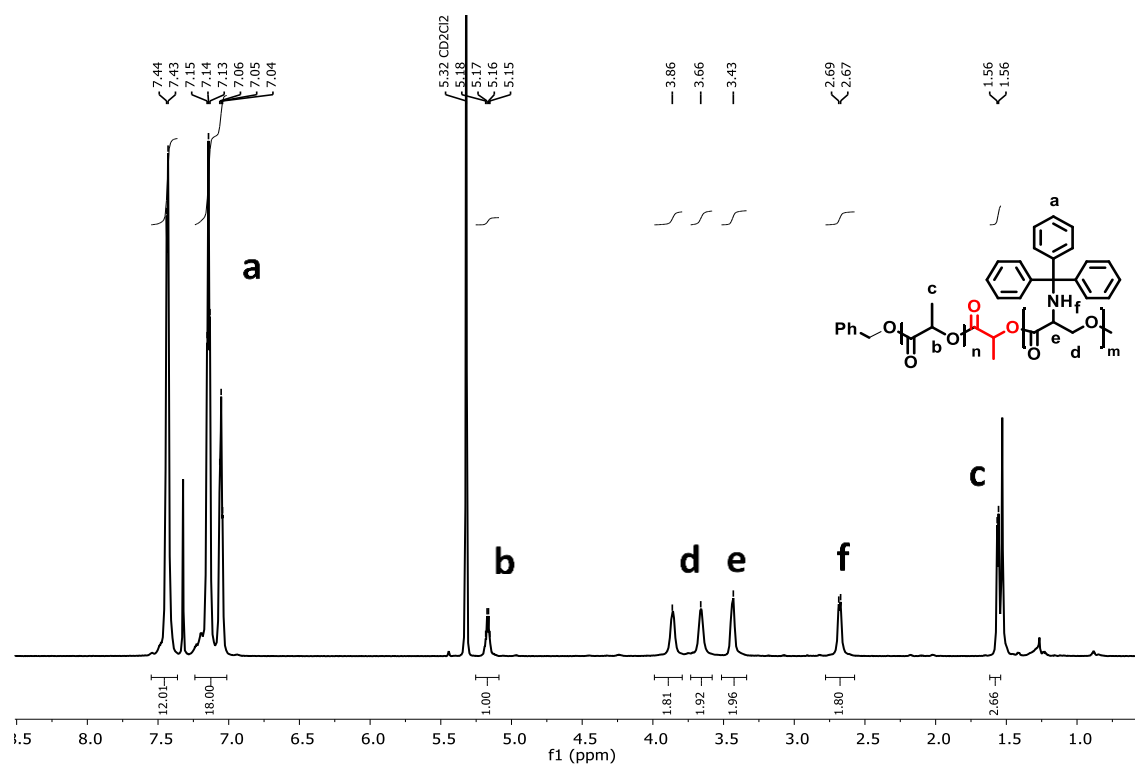 7.44
7.43
7.15
7.14
7.13
7.06
7.05
7.04
5.32 CD2Cl2
5.18
5.17
5.16
5.15
3.86
3.66
3.43
2.69
2.67
1.56
1.56
a
a
c
O
NH
f
Ph
O
O
O
O
O
O
b
n
e
d
m
c
b
d
e
f
12.01
18.00
1.00
1.81
1.92
1.96
1.80
2.66
3.5
8.0
7.5
7.0
6.5
6.0
5.5
5.0
4.5
4.0
3.5
3.0
2.5
2.0
1.5
1.0
f1 (ppm)